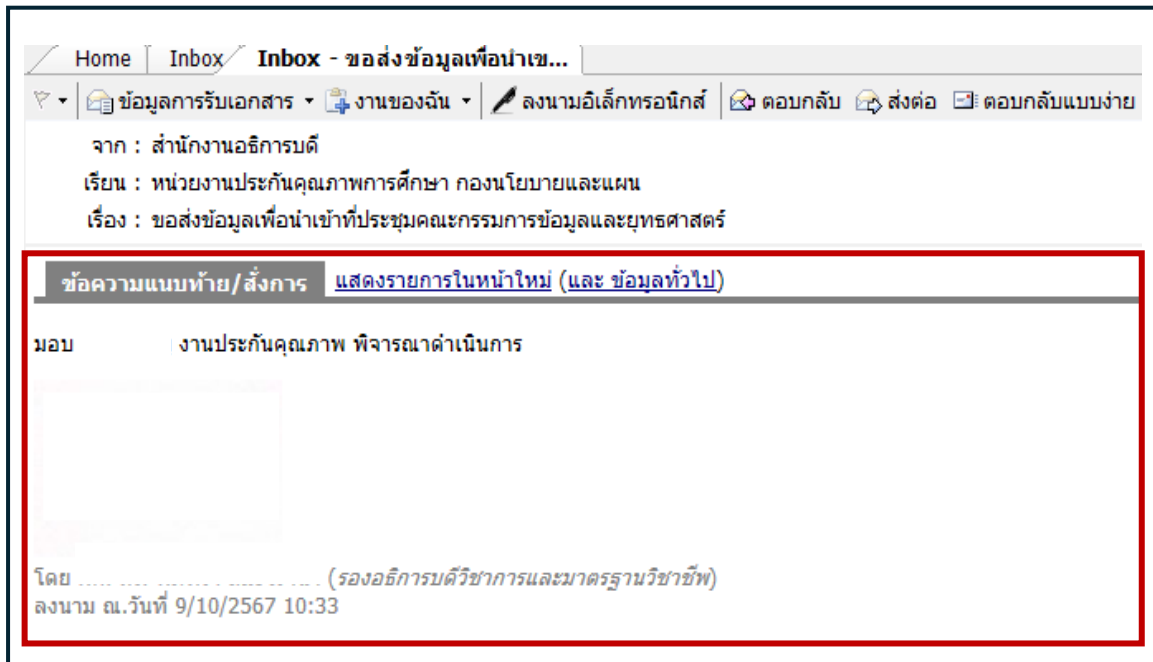 Home Inbox Inbox - ขอส่งข้อมูลเพื่อนำเข...
ข้อมูลการรับเอกสาร งานของฉัน ลงนามอิเล็กทรอนิกส์ ตอบกลับ ส่งต่อ ตอบกลับแบบง่าย
จาก : สำนักงานอธิการบดี
เรียน : หน่วยงานประกันคุณภาพการศึกษา กองนโยบายและแผน
เรื่อง : ขอส่งข้อมูลเพื่อนำเข้าที่ประชุมคณะกรรมการข้อมูลและยุทธศาสตร์
ข้อความแนบท้าย/สั่งการ แสดงรายการในหน้าใหม่ (และ ข้อมูลทั่วไป)
มอบ งานประกันคุณภาพ พิจารณาดำเนินการ
โดย (รองอธิการบดีวิชาการและมาตรฐานวิชาชีพ)
ลงนาม ณ.วันที่ 9/10/2567 10:33